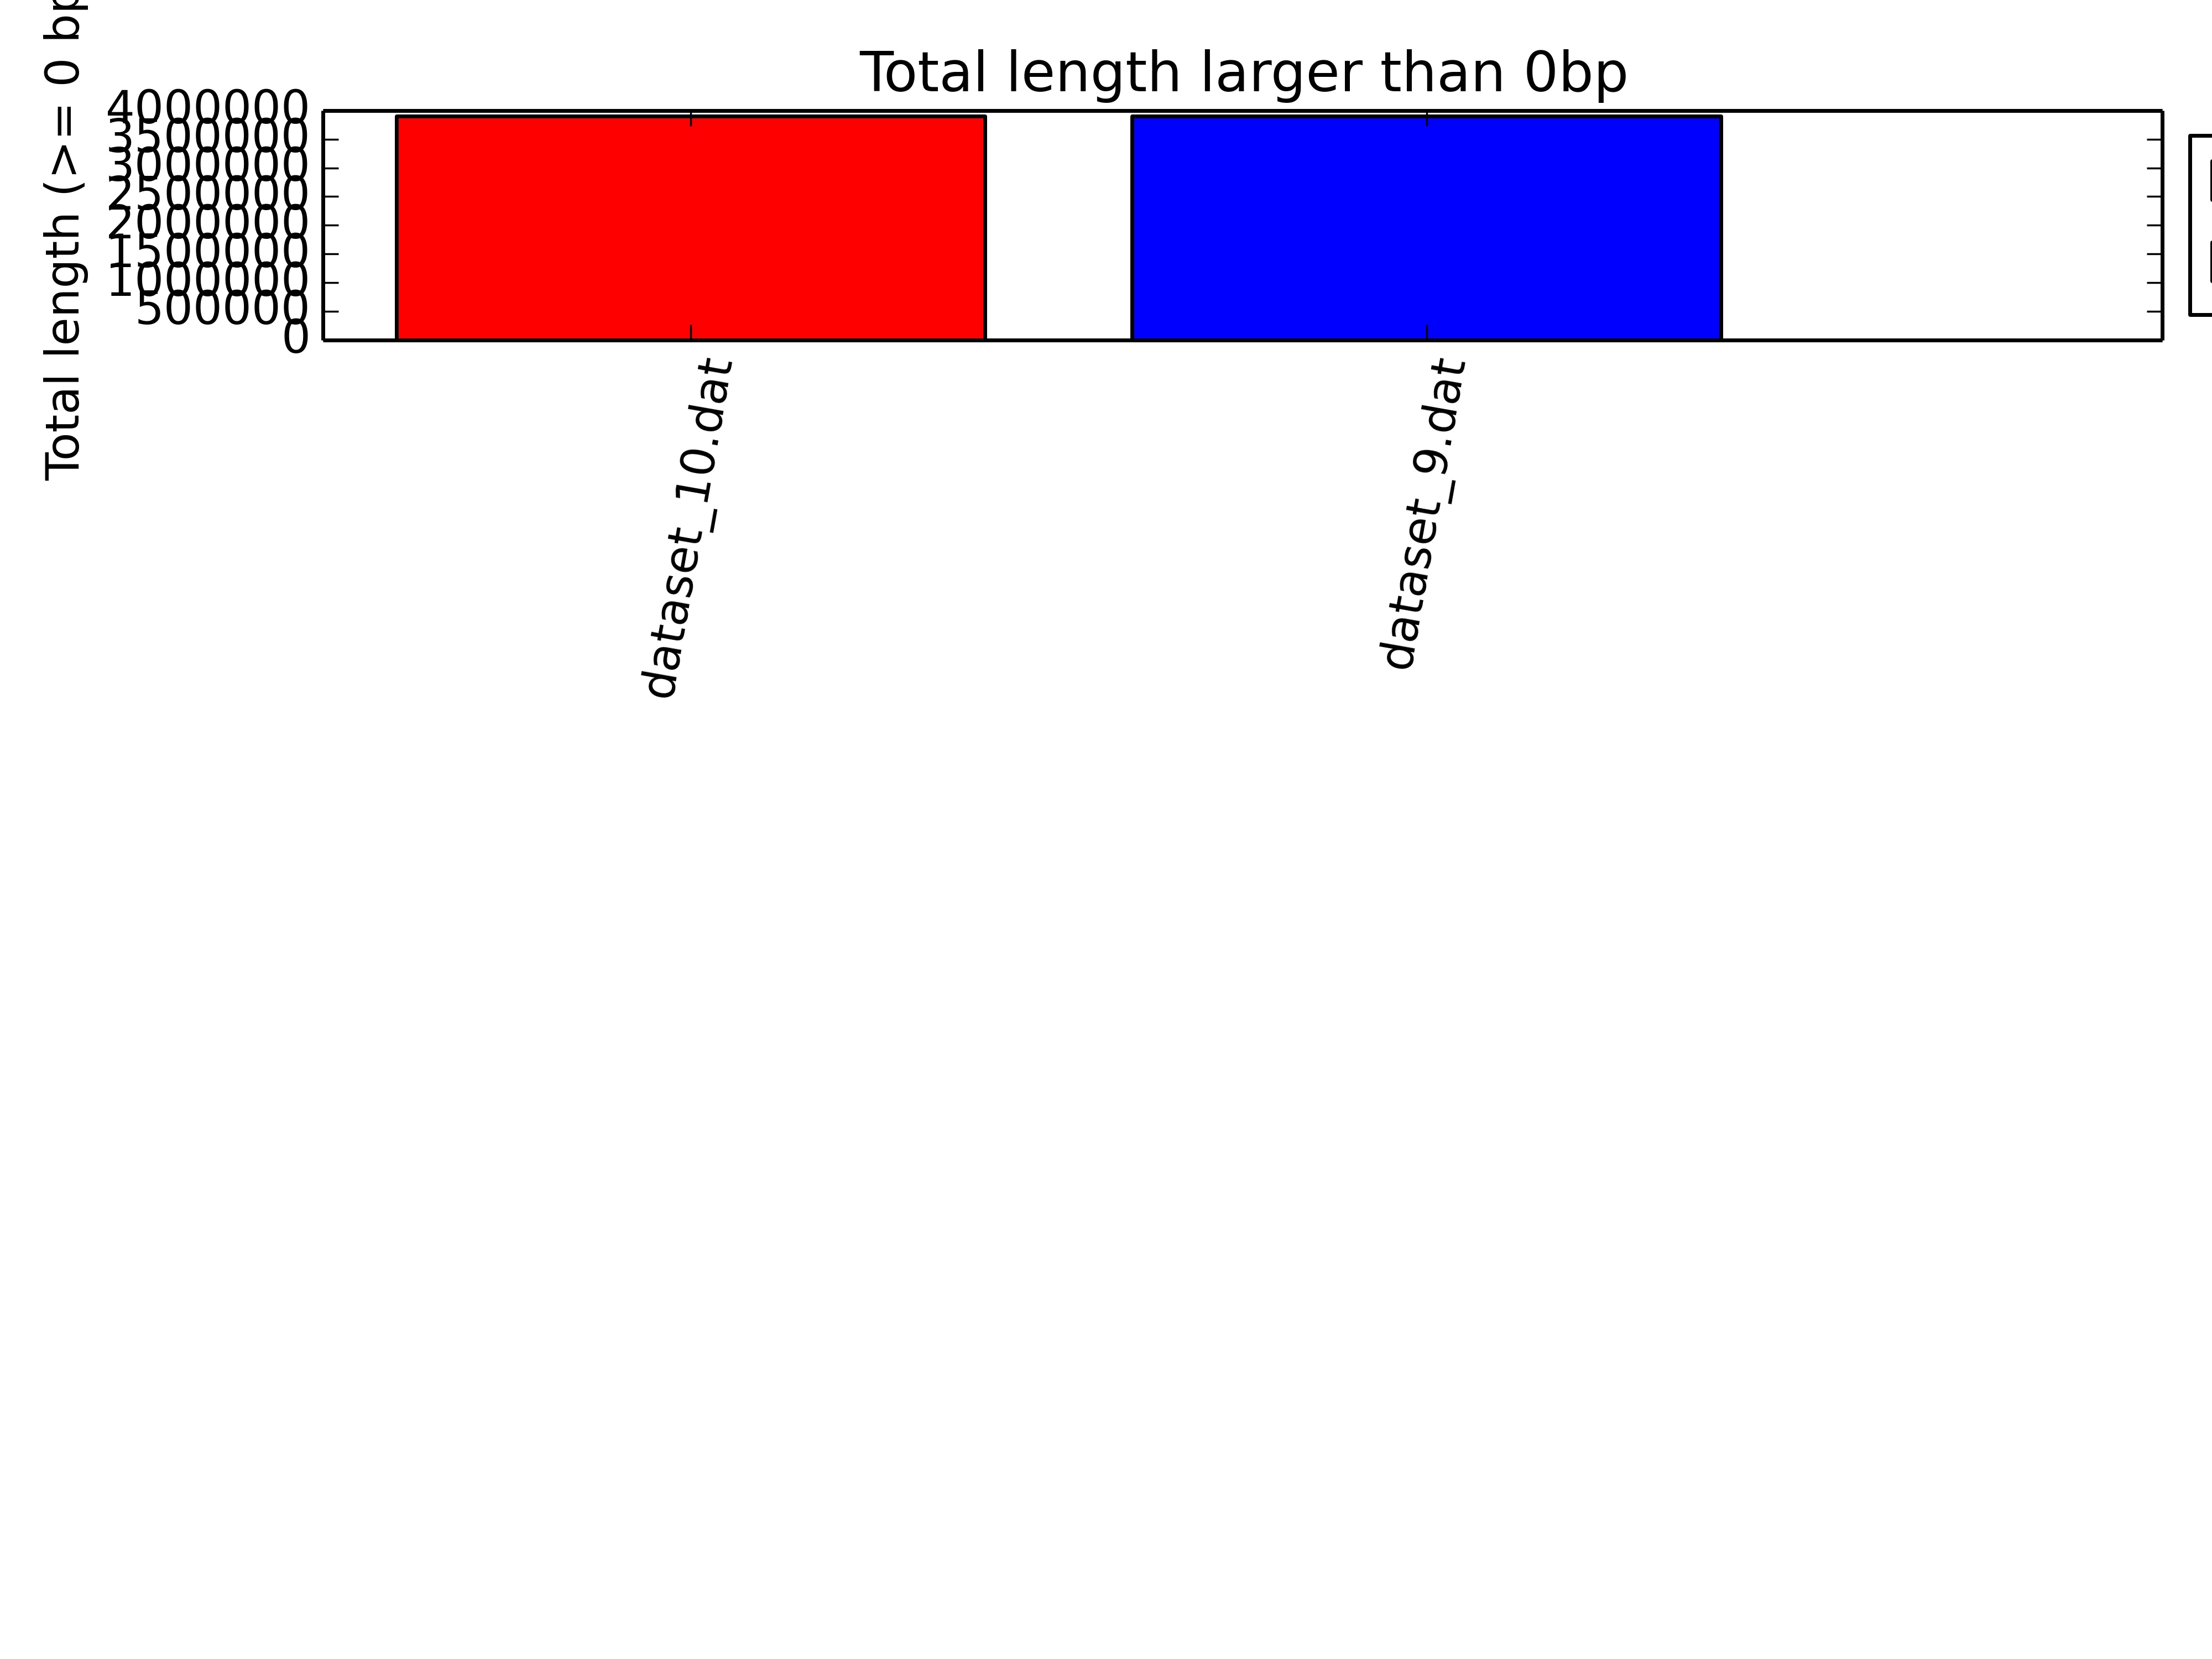 Total length larger than 0bp
Total length (>= 0 bp
4000000
3500000
3000000
2500000
2000000
1500000
1000000
500000
0
dataset_10.dat
dataset_9.dat